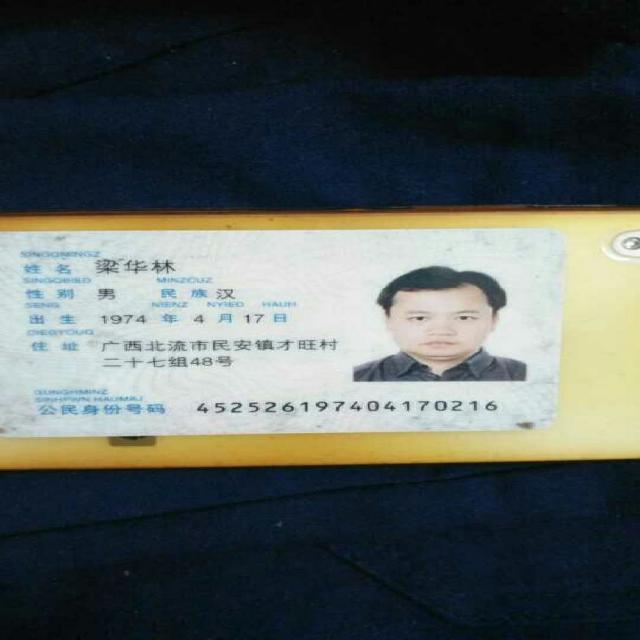 SINGQMINGZ
姓 名 梁华林
SINGQBIED MINZCUZ
性 别 男 民 族 汉
SENG NIENZ NYIED HAUH
出 生 1974 年 4 月 17 日
DIEGYOUQ
住 址 广西北流市民安镇才旺村
二十七组48号
GUNGHMINZ
SINHFWN HAUMAJ
公民身份号码 452526197404170216